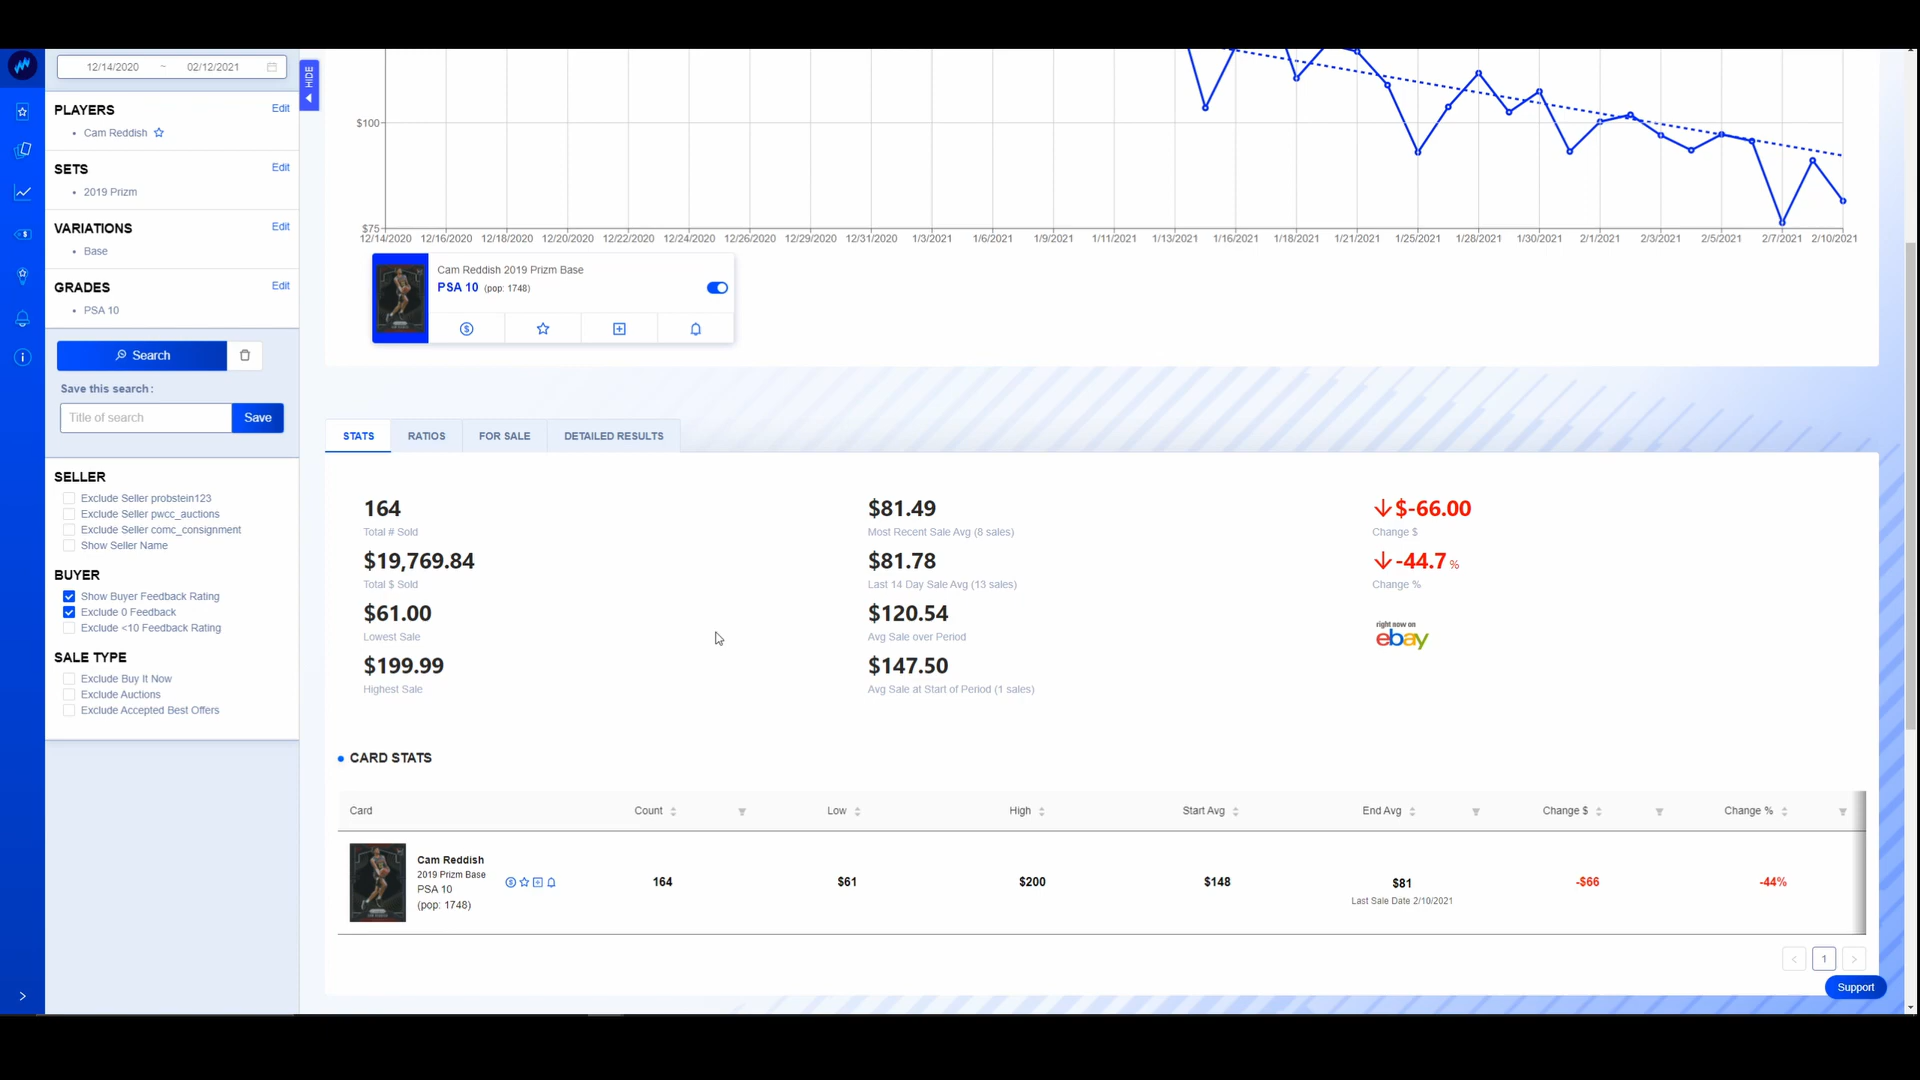 12/14/2020 ~ 02/12/2021
HIDE
PLAYERS Edit
Cam Reddish
SETS Edit
2019 Prizm
VARIATIONS Edit
Base
GRADES Edit
PSA 10
Search
Save this search:
Title of search Save
SELLER
Exclude Seller probstein123
Exclude Seller pwcc_auctions
Exclude Seller comc_consignment
Show Seller Name
BUYER
Show Buyer Feedback Rating
Exclude 0 Feedback
Exclude <10 Feedback Rating
SALE TYPE
Exclude Buy It Now
Exclude Auctions
Exclude Accepted Best Offers
$100
$75
12/14/2020 12/16/2020 12/18/2020 12/20/2020 12/22/2020 12/24/2020 12/26/2020 12/29/2020 12/31/2020 1/3/2021 1/6/2021 1/9/2021 1/11/2021 1/13/2021 1/16/2021 1/18/2021 1/21/2021 1/25/2021 1/28/2021 1/30/2021 2/1/2021 2/3/2021 2/5/2021 2/7/2021 2/10/2021
Cam Reddish 2019 Prizm Base
PSA 10 (pop: 1748)
STATS RATIOS FOR SALE DETAILED RESULTS
164 $81.49 $-66.00
Total # Sold Most Recent Sale Avg (8 sales) Change $
$19,769.84 $81.78 -44.7 %
Total $ Sold Last 14 Day Sale Avg (13 sales) Change %
$61.00 $120.54 right now on
Lowest Sale Avg Sale over Period ebay
$199.99 $147.50
Highest Sale Avg Sale at Start of Period (1 sales)
CARD STATS
Card Count Low High Start Avg End Avg Change $ Change %
Cam Reddish
2019 Prizm Base
PSA 10
(pop: 1748)
164 $61 $200 $148 $81 -$66 -44%
Last Sale Date 2/10/2021
< 1 >
Support